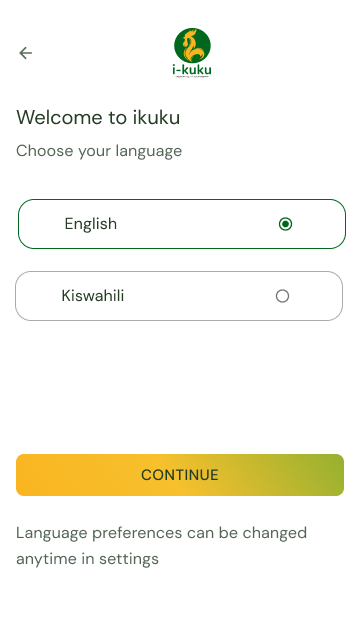 i-kuku
Welcome to ikuku
Choose your language
English
Kiswahili
CONTINUE
Language preferences can be changed
anytime in settings